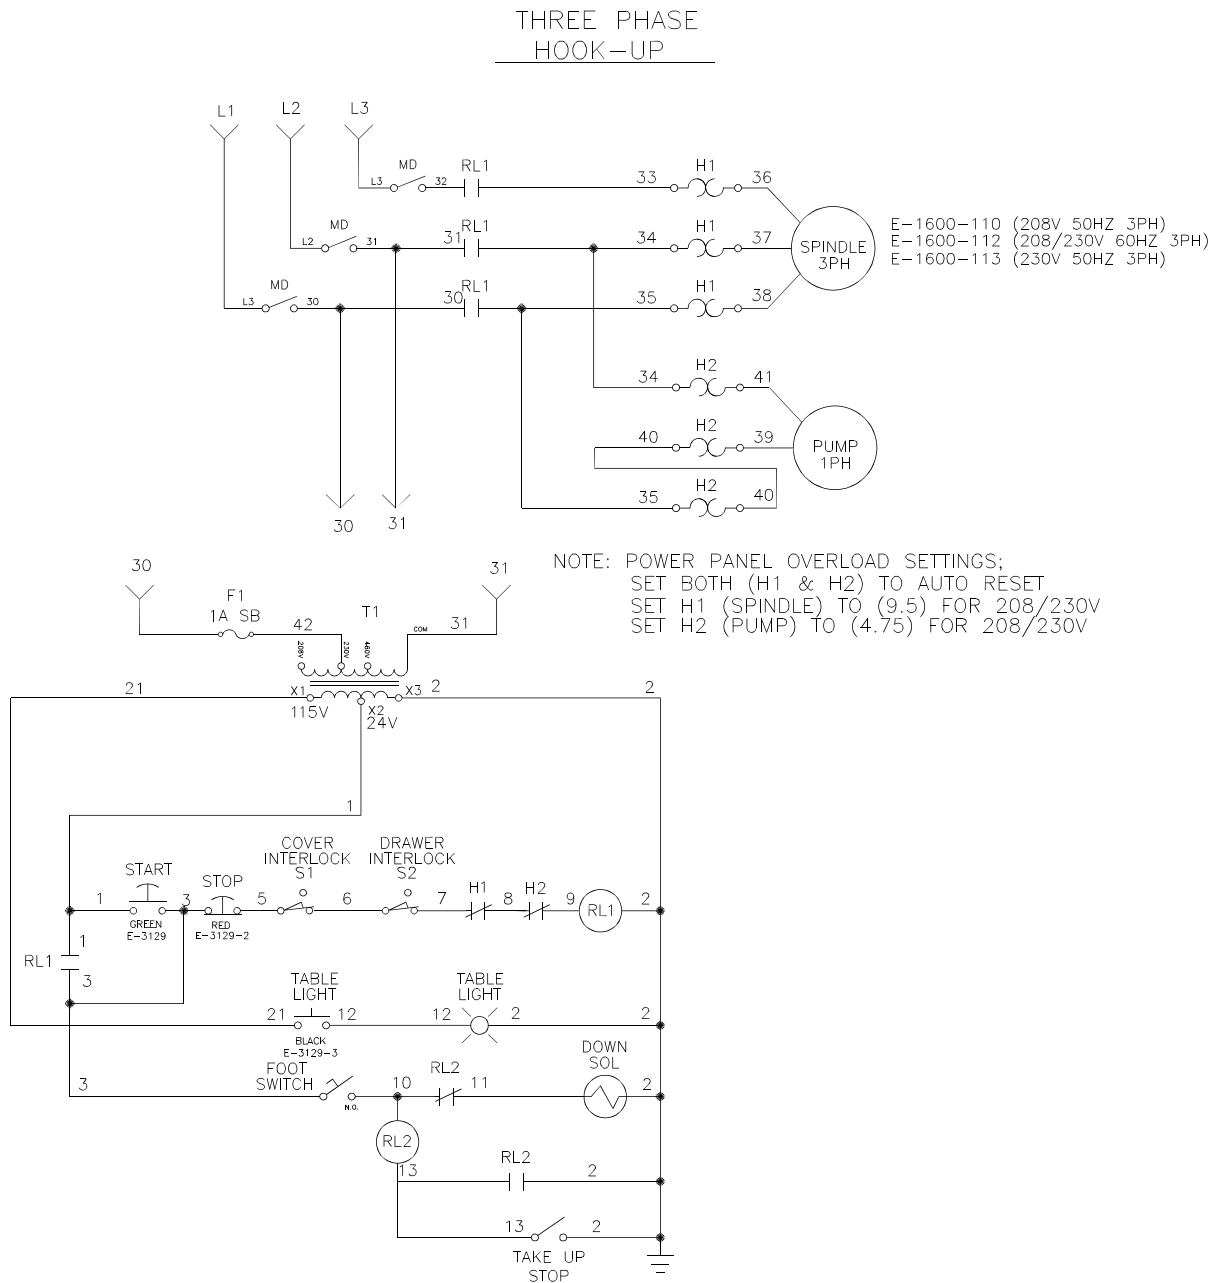 THREE PHASE
HOOK-UP
L1
L2
L3
L3
MD
32
RL1
33
H1
36
L2
MD
31
31
RL1
34
H1
37
SPINDLE
3PH
E-1600-110 (208V 50HZ 3PH)
E-1600-112 (208/230V 60HZ 3PH)
E-1600-113 (230V 50HZ 3PH)
L3
MD
30
30
RL1
35
H1
38
34
H2
41
40
H2
39
PUMP
1PH
35
H2
40
30
31
NOTE: POWER PANEL OVERLOAD SETTINGS;
SET BOTH (H1 & H2) TO AUTO RESET
SET H1 (SPINDLE) TO (9.5) FOR 208/230V
SET H2 (PUMP) TO (4.75) FOR 208/230V
30
31
F1
1A SB
42
T1
COM
31
208V
230V
460V
21
X1
X3
2
2
115V
X2
24V
1
COVER
INTERLOCK
S1
DRAWER
INTERLOCK
S2
START
STOP
1
3
5
6
7
H1
8
H2
9
RL1
2
GREEN
E-3129
RED
E-3129-2
1
RL1
3
TABLE
LIGHT
TABLE
LIGHT
21
12
12
2
2
BLACK
E-3129-3
FOOT
SWITCH
3
N.O.
10
RL2
11
DOWN
SOL
2
RL2
13
RL2
2
13
2
TAKE UP
STOP